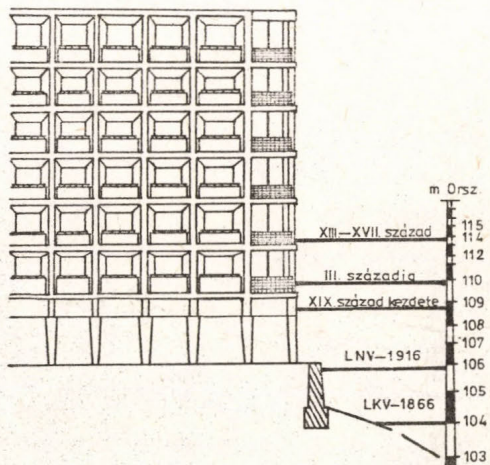 m Orsz.
115
XIII–XVII. század
114
112
III. századig
110
XIX. század kezdete
109
108
107
LNV–1916
106
105
LKV–1866
104
103